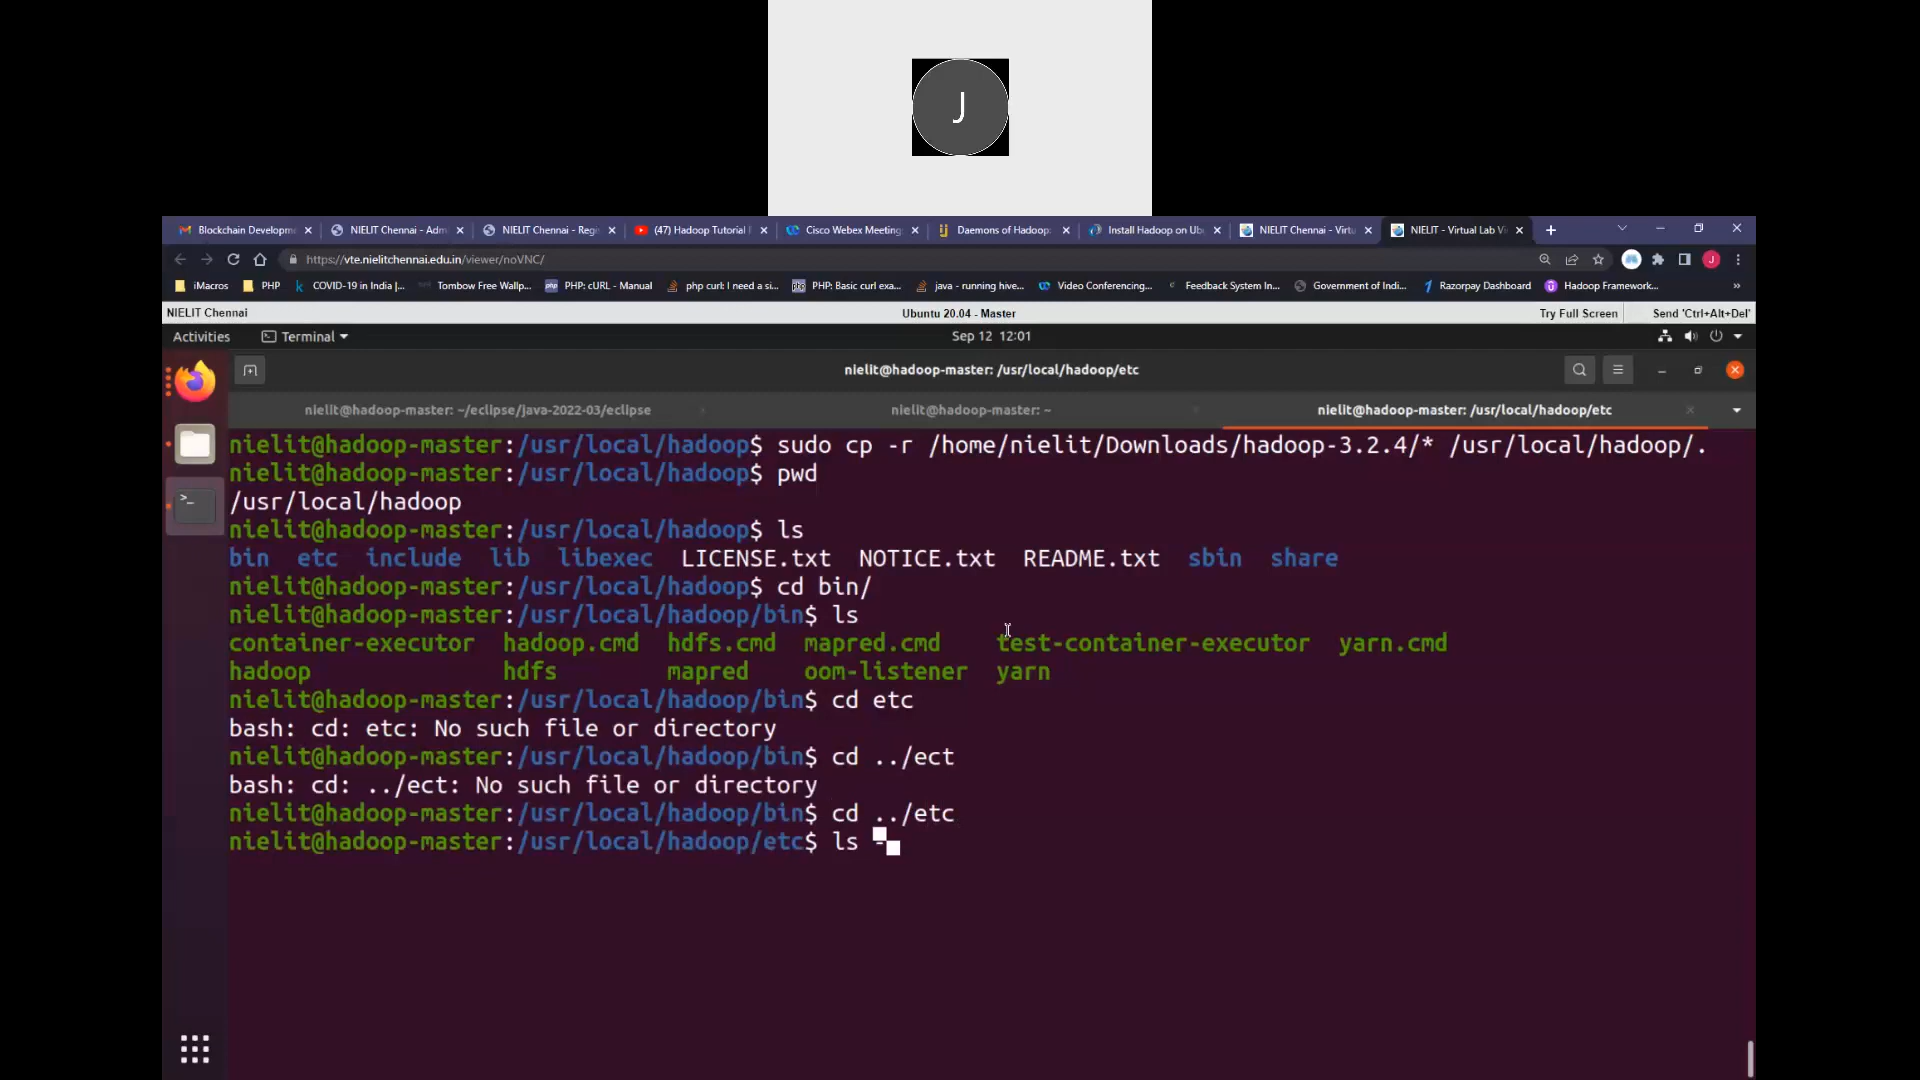 J
Blockchain Developm
NIELIT Chennai - Adm
NIELIT Chennai - Regi
(47) Hadoop Tutorial
Cisco Webex Meeting
Daemons of Hadoop
Install Hadoop on Ub
NIELIT Chennai - Virtu
NIELIT - Virtual Lab Vi
https://vte.nielitchennai.edu.in/viewer/noVNC/
J
iMacros
PHP
COVID-19 in India |...
Tombow Free Wallp...
PHP: cURL - Manual
php curl: I need a si...
PHP: Basic curl exa...
java - running hive...
Video Conferencing...
Feedback System In...
Government of Indi...
Razorpay Dashboard
Hadoop Framework...
NIELIT Chennai
Ubuntu 20.04 - Master
Try Full Screen
Send 'Ctrl+Alt+Del'
Activities
Terminal
Sep 12 12:01
nielit@hadoop-master: /usr/local/hadoop/etc
nielit@hadoop-master: ~/eclipse/java-2022-03/eclipse
nielit@hadoop-master: ~
nielit@hadoop-master: /usr/local/hadoop/etc
nielit@hadoop-master:/usr/local/hadoop$ sudo cp -r /home/nielit/Downloads/hadoop-3.2.4/* /usr/local/hadoop/.
nielit@hadoop-master:/usr/local/hadoop$ pwd
/usr/local/hadoop
nielit@hadoop-master:/usr/local/hadoop$ ls
bin etc include lib libexec LICENSE.txt NOTICE.txt README.txt sbin share
nielit@hadoop-master:/usr/local/hadoop$ cd bin/
nielit@hadoop-master:/usr/local/hadoop/bin$ ls
container-executor hadoop.cmd hdfs.cmd mapred.cmd test-container-executor yarn.cmd
hadoop hdfs mapred oom-listener yarn
nielit@hadoop-master:/usr/local/hadoop/bin$ cd etc
bash: cd: etc: No such file or directory
nielit@hadoop-master:/usr/local/hadoop/bin$ cd ../ect
bash: cd: ../ect: No such file or directory
nielit@hadoop-master:/usr/local/hadoop/bin$ cd ../etc
nielit@hadoop-master:/usr/local/hadoop/etc$ ls